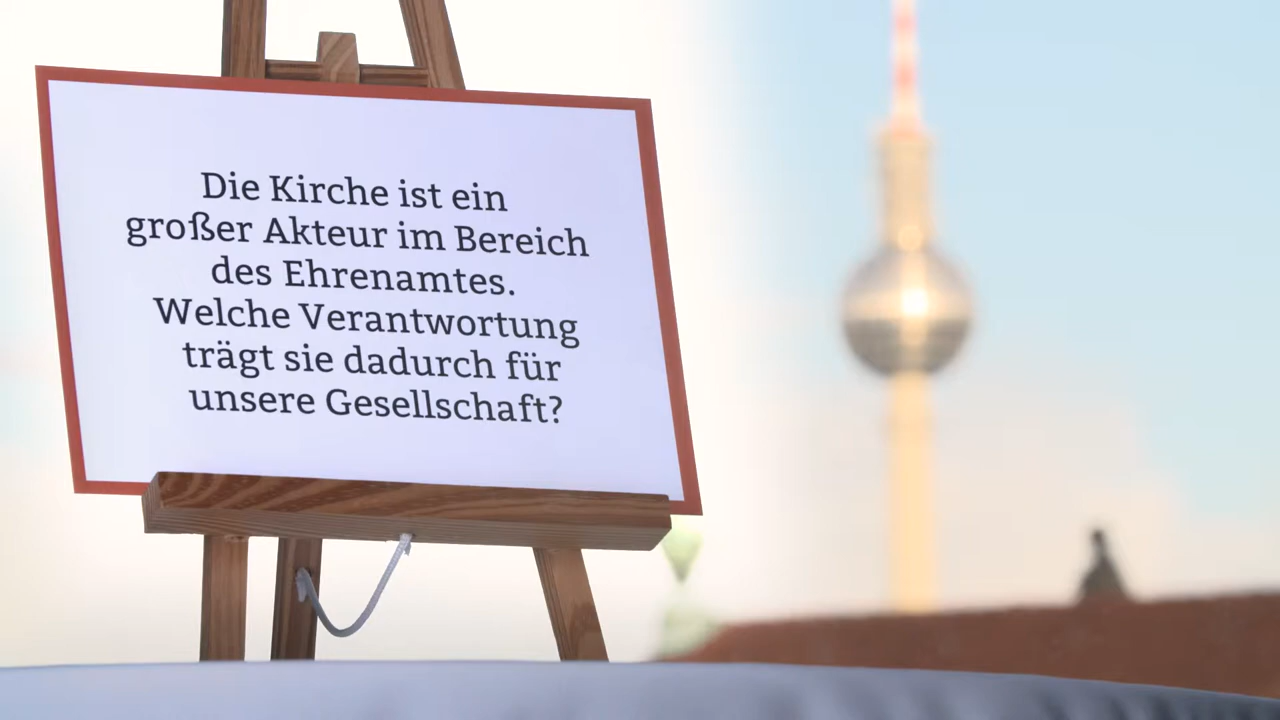 Die Kirche ist ein
großer Akteur im Bereich
des Ehrenamtes.
Welche Verantwortung
trägt sie dadurch für
unsere Gesellschaft?